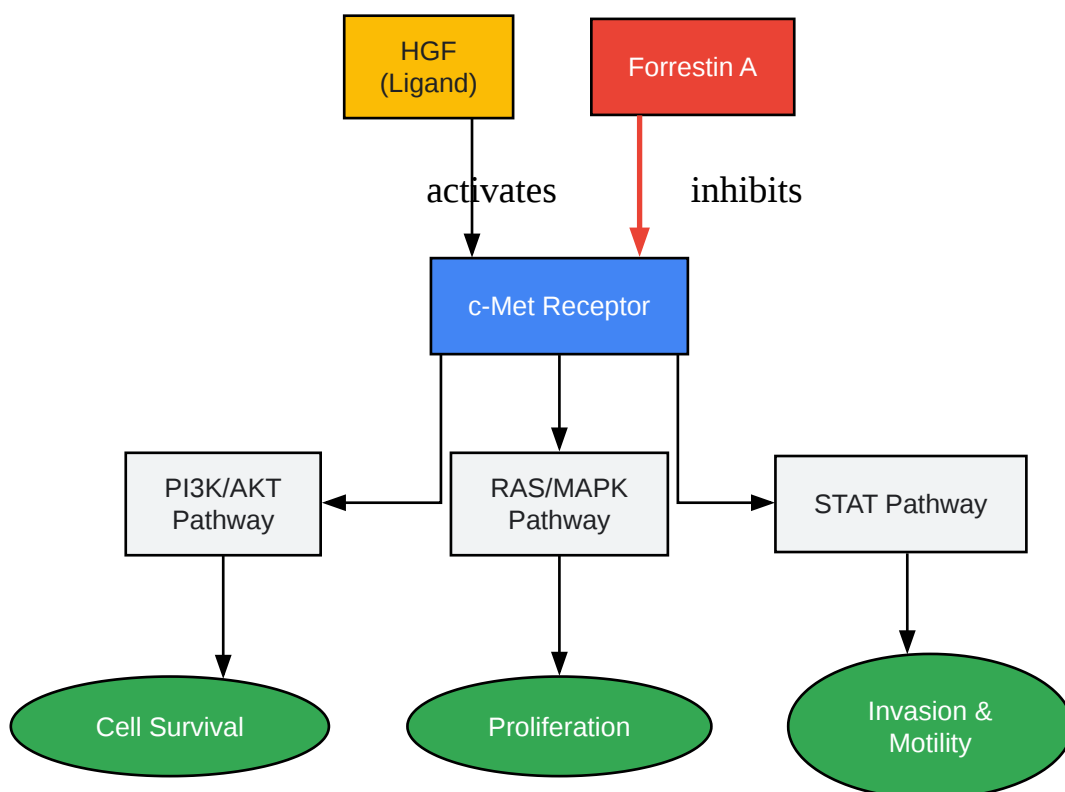 HGF
(Ligand)
Forrestin A
activates
inhibits
c-Met Receptor
PI3K/AKT
Pathway
RAS/MAPK
Pathway
STAT Pathway
Cell Survival
Proliferation
Invasion &
Motility